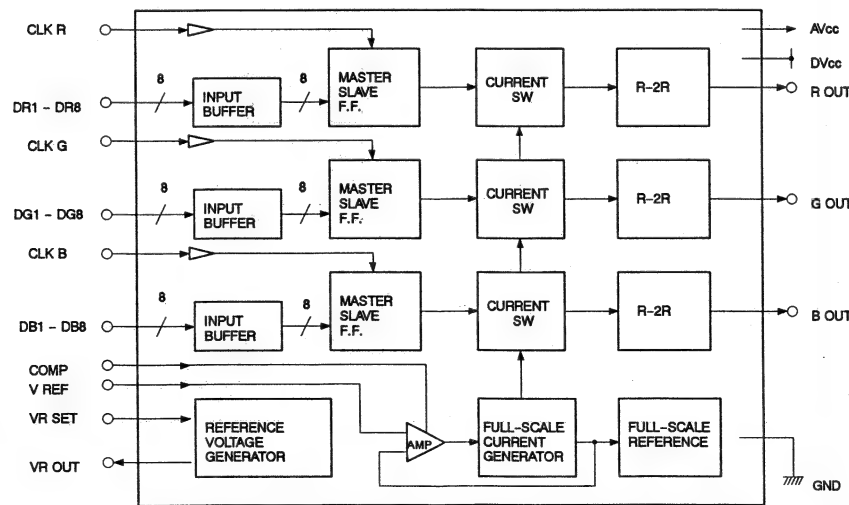 CLK R
AVcc
DVcc
8
8
DR1 - DR8
INPUT
BUFFER
MASTER
SLAVE
F.F.
CURRENT
SW
R-2R
R OUT
CLK G
8
8
DG1 - DG8
INPUT
BUFFER
MASTER
SLAVE
F.F.
CURRENT
SW
R-2R
G OUT
CLK B
8
8
DB1 - DB8
INPUT
BUFFER
MASTER
SLAVE
F.F.
CURRENT
SW
R-2R
B OUT
COMP
V REF
VR SET
VR OUT
REFERENCE
VOLTAGE
GENERATOR
AMP
FULL-SCALE
CURRENT
GENERATOR
FULL-SCALE
REFERENCE
GND